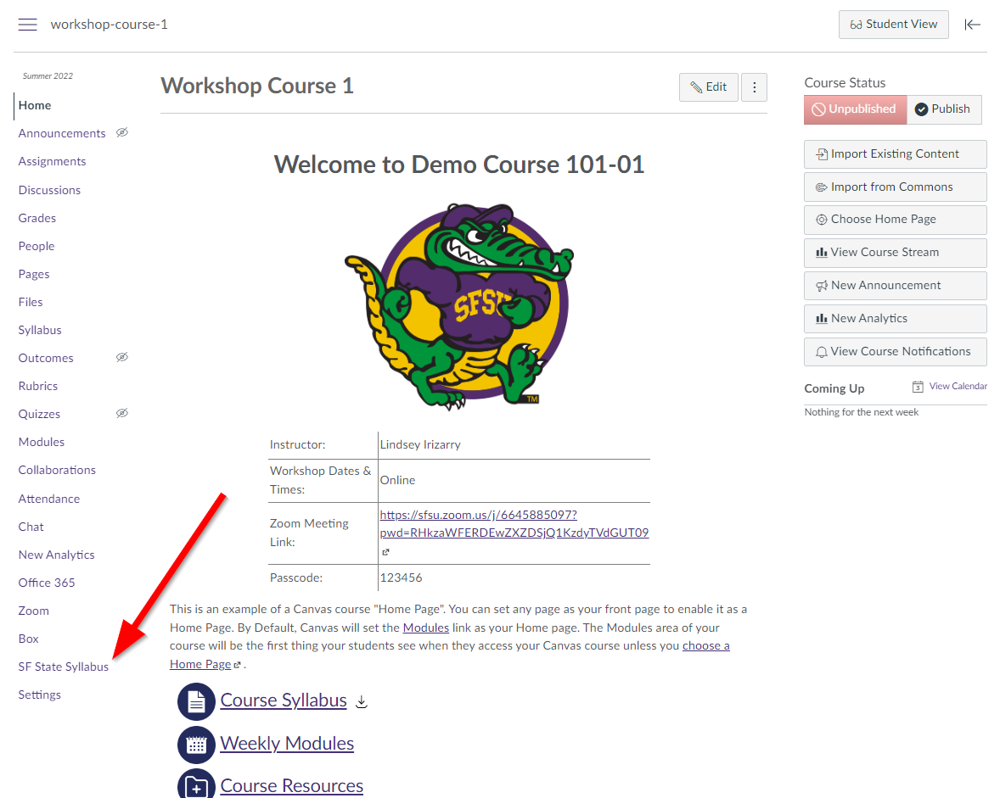 workshop-course-1
Student View
Summer 2022
Home
Announcements
Assignments
Discussions
Grades
People
Pages
Files
Syllabus
Outcomes
Rubrics
Quizzes
Modules
Collaborations
Attendance
Chat
New Analytics
Office 365
Zoom
Box
SF State Syllabus
Settings
Workshop Course 1
Edit
Welcome to Demo Course 101-01
SFSU
TM
Instructor: Lindsey Irizarry
Workshop Dates &
Times:
Online
Zoom Meeting
Link:
https://sfsu.zoom.us/j/6645885097?
pwd=RHkzaWFERDEwZXZDSjQ1KzdyTVdGUT09
Passcode: 123456
This is an example of a Canvas course "Home Page". You can set any page as your front page to enable it as a
Home Page. By Default, Canvas will set the Modules link as your Home page. The Modules area of your
course will be the first thing your students see when they access your Canvas course unless you choose a
Home Page .
Course Syllabus
Weekly Modules
Course Resources
Course Status
Unpublished
Publish
Import Existing Content
Import from Commons
Choose Home Page
View Course Stream
New Announcement
New Analytics
View Course Notifications
Coming Up
3 View Calendar
Nothing for the next week